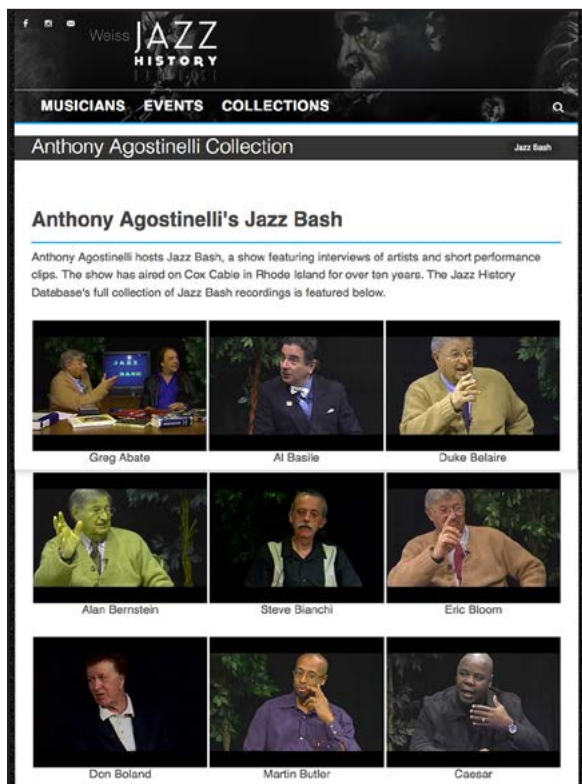 Weiss JAZZ
HISTORY
DATABASE
MUSICIANS EVENTS COLLECTIONS
Anthony Agostinelli Collection Jazz Bash
Anthony Agostinelli's Jazz Bash
Anthony Agostinelli hosts Jazz Bash, a show featuring interviews of artists and short performance
clips. The show has aired on Cox Cable in Rhode Island for over ten years. The Jazz History
Database's full collection of Jazz Bash recordings is featured below.
JAZZ
BASH
Greg Abate Al Basile Duke Belaire
Alan Bernstein Steve Bianchi Eric Bloom
Don Boland Martin Butler Caesar